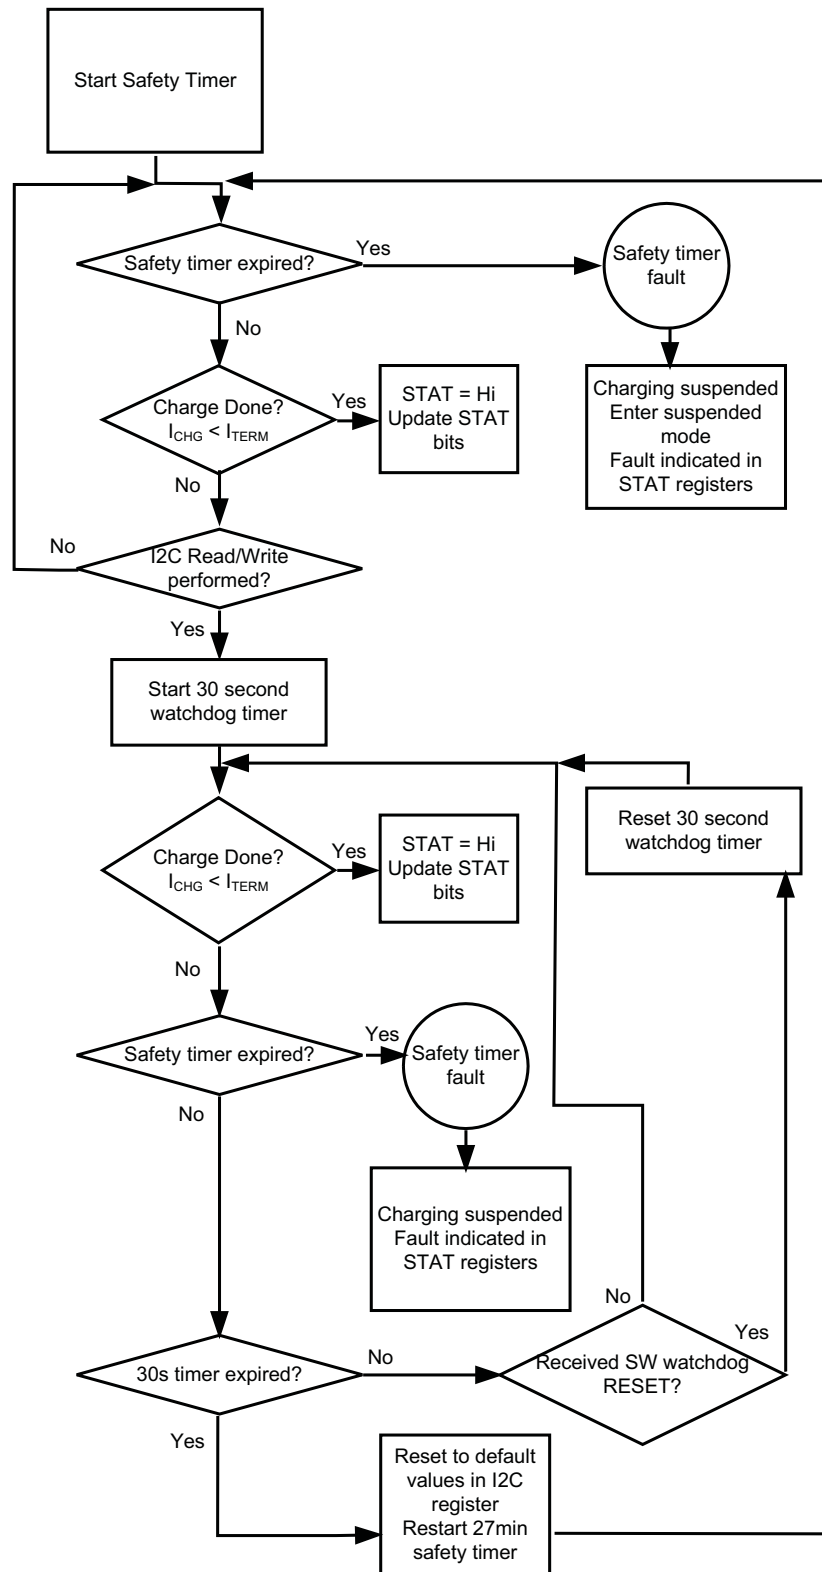 Start Safety Timer
Safety timer expired?
Yes
Safety timer
fault
No
Charge Done?
I_CHG < I_TERM
Yes
STAT = Hi
Update STAT
bits
Charging suspended
Enter suspended
mode
Fault indicated in
STAT registers
No
No
I2C Read/Write
performed?
Yes
Start 30 second
watchdog timer
Reset 30 second
watchdog timer
Charge Done?
I_CHG < I_TERM
Yes
STAT = Hi
Update STAT
bits
No
Safety timer expired?
Yes
Safety timer
fault
No
Charging suspended
Fault indicated in
STAT registers
No
Yes
30s timer expired?
No
Received SW watchdog
RESET?
Yes
Reset to default
values in I2C
register
Restart 27min
safety timer